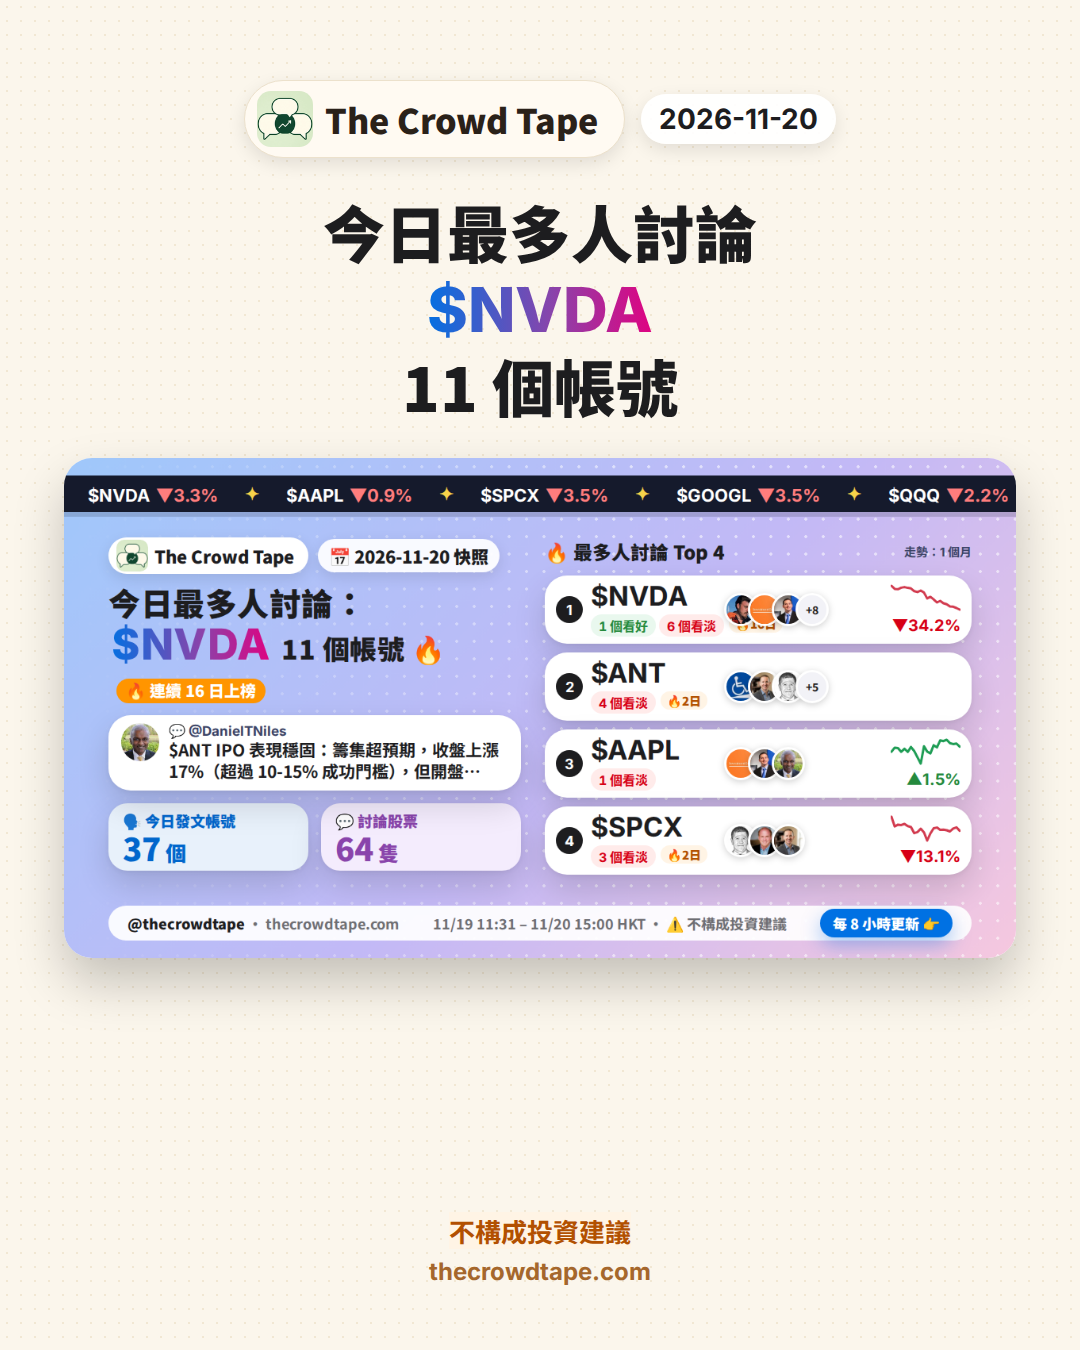 The Crowd Tape
2026-11-20
今日最多人討論
$NVDA
11 個帳號
$NVDA ▼3.3% ✦ $AAPL ▼0.9% ✦ $SPCX ▼3.5% ✦ $GOOGL ▼3.5% ✦ $QQQ ▼2.2%
The Crowd Tape
📅 2026-11-20 快照
今日最多人討論：
$NVDA 11 個帳號 🔥
🔥 連續 16 日上榜
💬 @DanielTNiles
$ANT IPO 表現穩固：籌集超預期，收盤上漲
17%（超過 10-15% 成功門檻），但開盤…
🗣️ 今日發文帳號
37 個
💬 討論股票
64 隻
🔥 最多人討論 Top 4
走勢：1個月
1
$NVDA
1 個看好
6 個看淡
+8
▼34.2%
2
$ANT
4 個看淡
🔥2日
+5
3
$AAPL
1 個看淡
▲1.5%
4
$SPCX
3 個看淡
🔥2日
▼13.1%
@thecrowdtape • thecrowdtape.com
11/19 11:31 – 11/20 15:00 HKT • ⚠️ 不構成投資建議
每 8 小時更新 👉
不構成投資建議
thecrowdtape.com